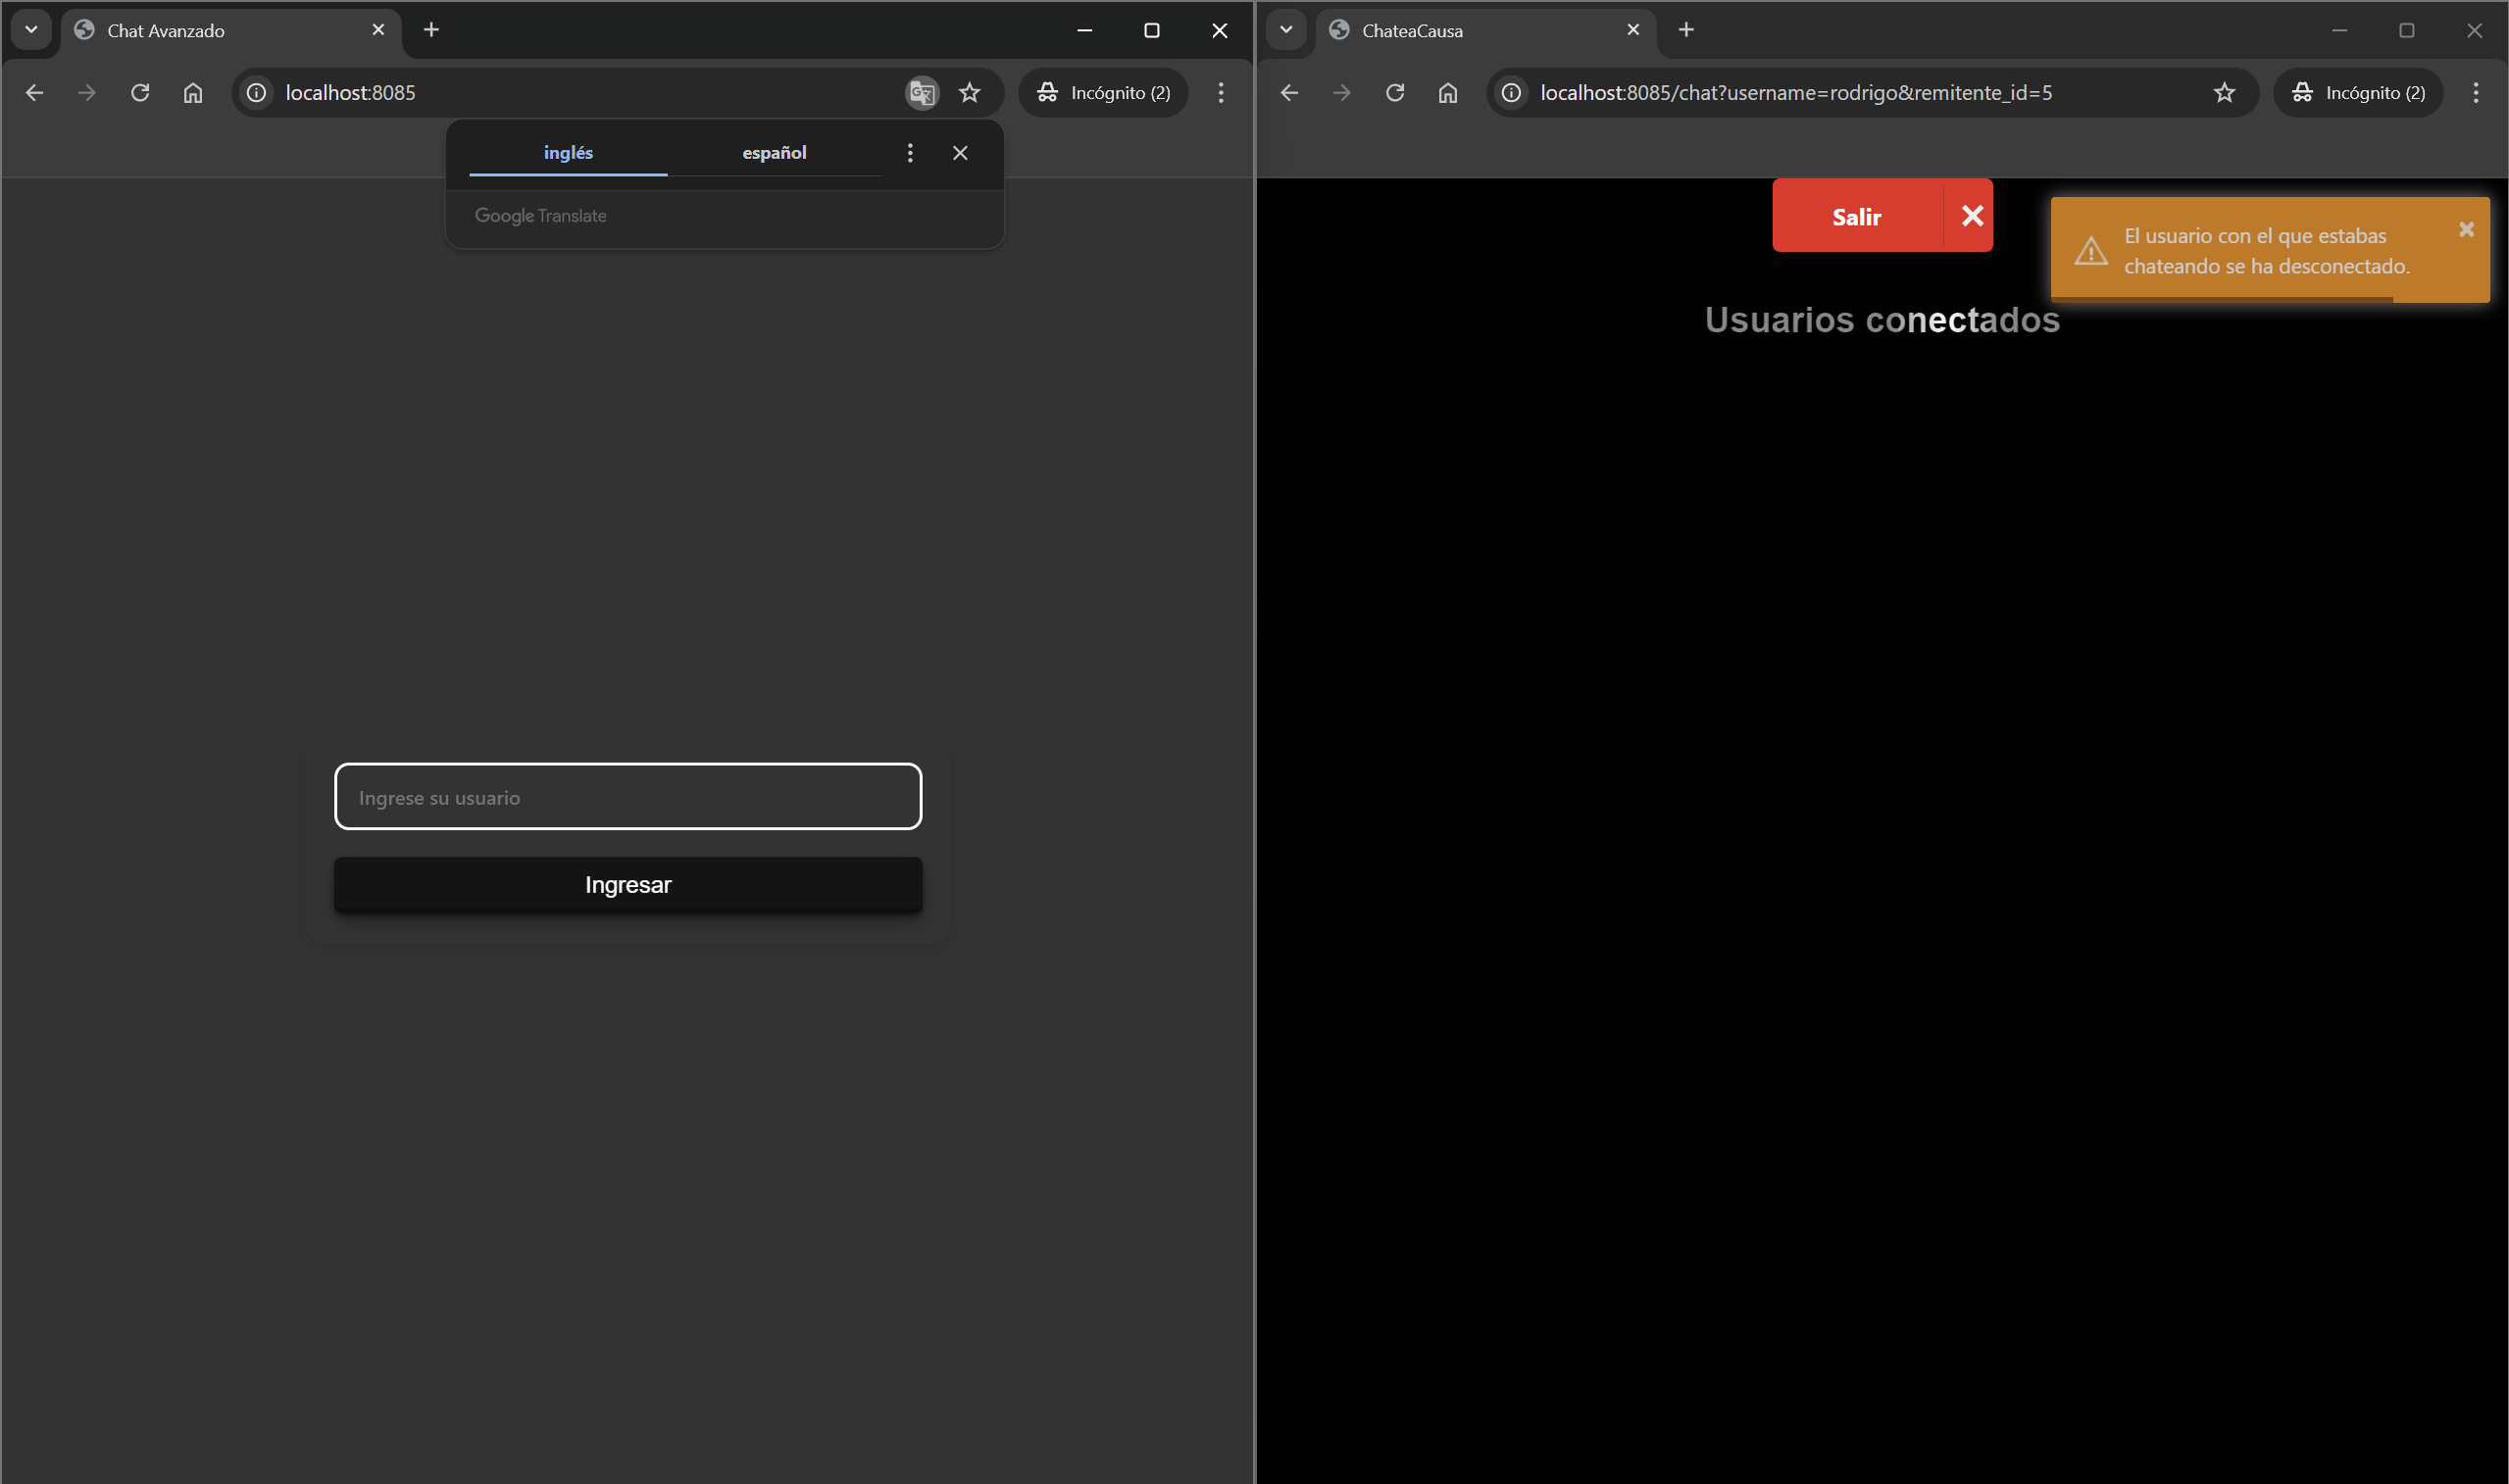 Chat Avanzado
localhost:8085
Incógnito (2)
inglés español
Google Translate
Ingrese su usuario
Ingresar
ChateaCausa
localhost:8085/chat?username=rodrigo&remitente_id=5
Incógnito (2)
Salir
El usuario con el que estabas
chateando se ha desconectado.
Usuarios conectados